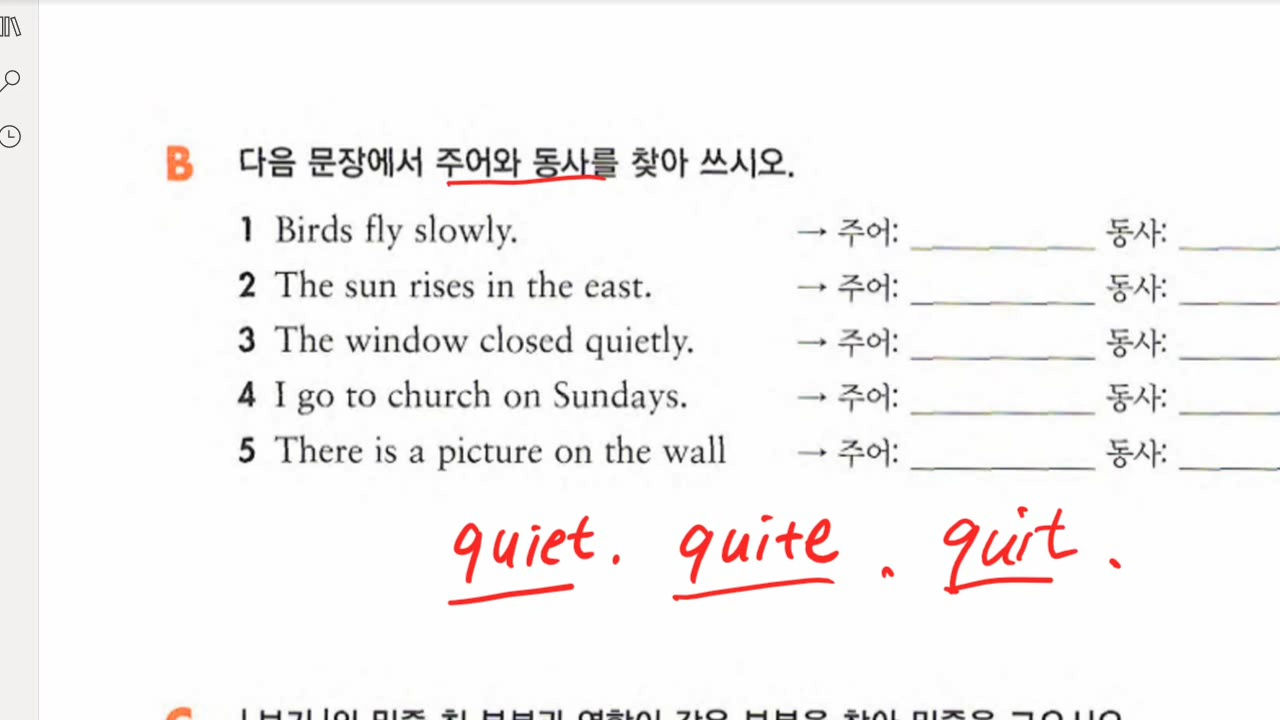 B 다음 문장에서 주어와 동사를 찾아 쓰시오.
1 Birds fly slowly. → 주어: 동사:
2 The sun rises in the east. → 주어: 동사:
3 The window closed quietly. → 주어: 동사:
4 I go to church on Sundays. → 주어: 동사:
5 There is a picture on the wall → 주어: 동사:
quiet. quite. quit.